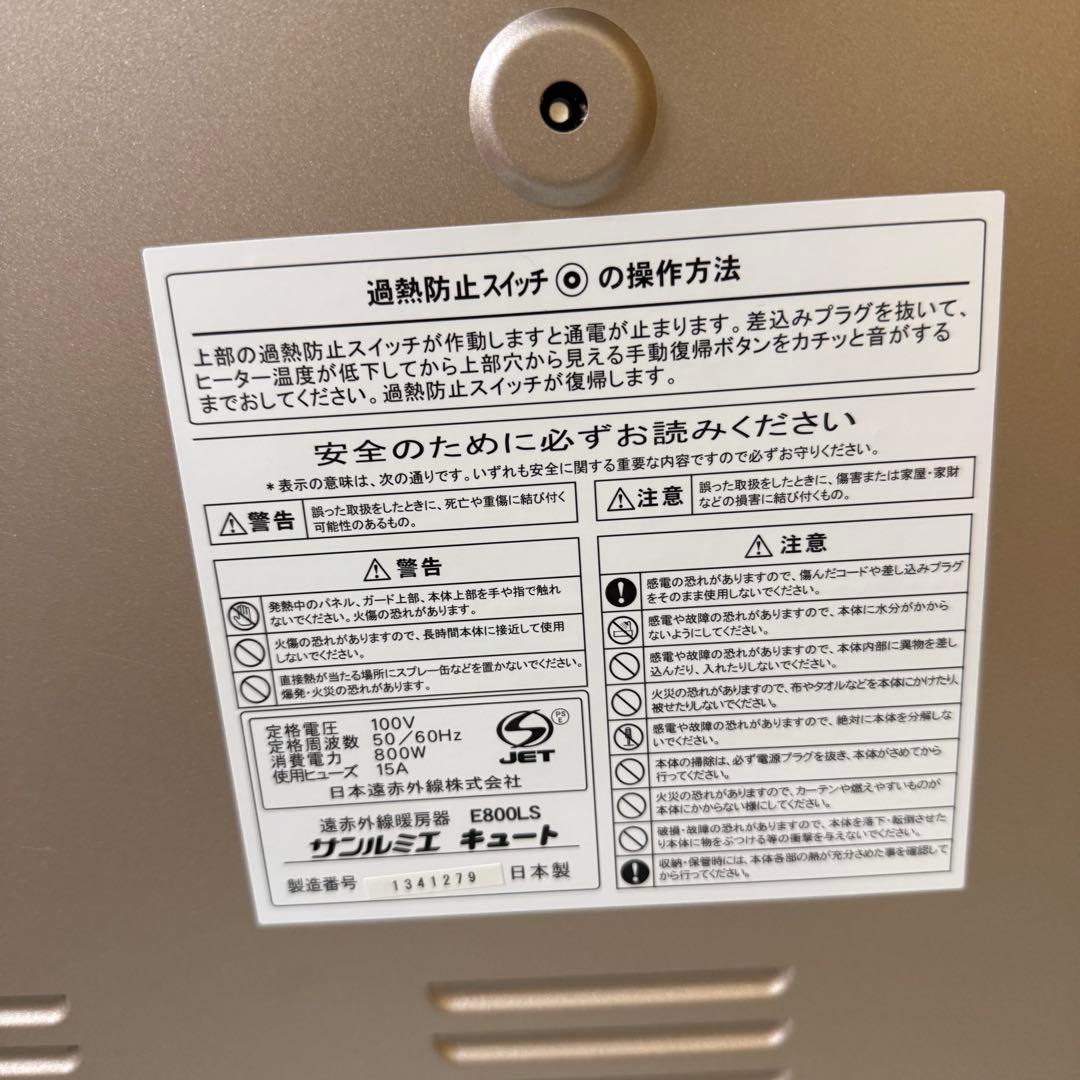 過熱防止スイッチ◎の操作方法
上部の過熱防止スイッチが作動しますと通電が止まります。差込みプラグを抜いて、
ヒーター温度が低下してから上部穴から見える手動復帰ボタンをカチッと音がする
までおしてください。過熱防止スイッチが復帰します。
安全のために必ずお読みください
*表示の意味は、次の通りです。いずれも安全に関する重要な内容ですので必ずお守りください。
⚠警告
誤った取扱をしたときに、死亡や重傷に結び付く
可能性のあるもの。
⚠注意
誤った取扱をしたときに、傷害または家屋・家財
などの損害に結び付くもの。
⚠警告
発熱中のパネル、ガード上部、本体上部を手や指で触れ
ないでください。火傷の恐れがあります。
火傷の恐れがありますので、長時間本体に接近して使用
しないでください。
直接熱が当たる場所にスプレー缶などを置かないでください。
爆発・火災の恐れがあります。
定格電圧 100V
定格周波数 50/60Hz
消費電力 800W
使用ヒューズ 15A
PS
E
JET
日本遠赤外線株式会社
遠赤外線暖房器 E800LS
サンルミエ キュート
製造番号 1341279 日本製
⚠注意
感電の恐れがありますので、傷んだコードや差し込みプラグ
をそのまま使用しないでください。
感電や故障の恐れがありますので、本体に水分がかから
ないようにしてください。
感電や故障の恐れがありますので、本体内部に異物を差し
込んだり、入れたりしないでください。
火災の恐れがありますので、布やタオルなどを本体にかけたり
被せたりしないでください。
感電や故障の恐れがありますので、絶対に本体を分解しな
いでください。
本体の掃除は、必ず電源プラグを抜き、本体がさめてから
行ってください。
火災の恐れがありますので、カーテンや燃えやすいものが
本体にかからない様にしてください。
破損・故障の恐れがありますので、本体を落下・転倒させた
り本体に物をぶつける等の衝撃を与えないでください。
収納・保管時には、本体各部の熱が充分さめた事を確認して
から行ってください。